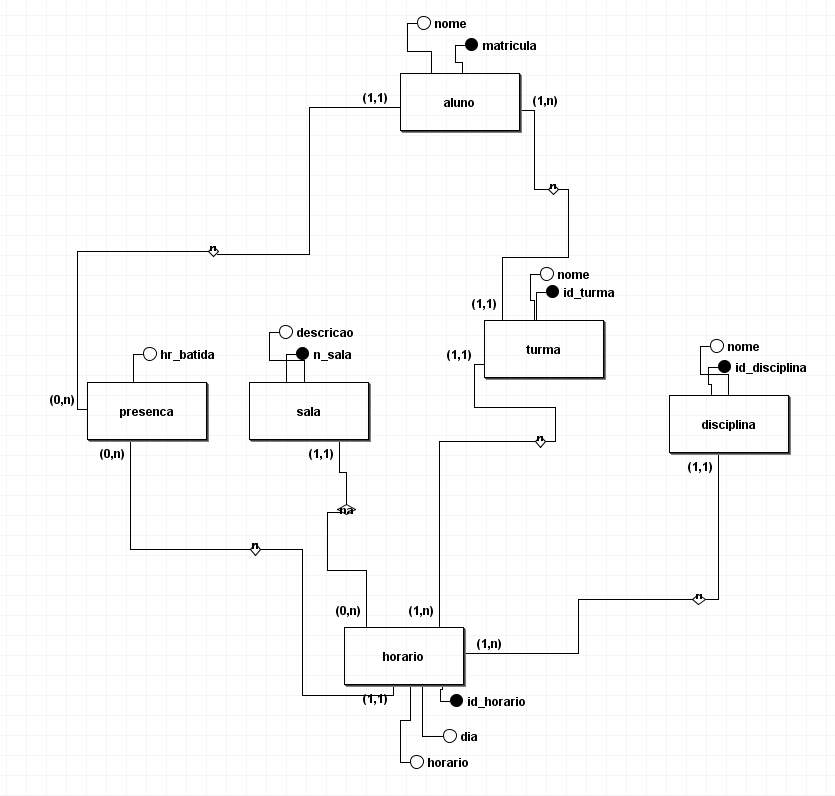 nome
matricula
aluno
(1,1)
(1,n)
n
n
nome
id_turma
(1,1)
turma
(1,1)
descricao
n_sala
sala
(1,1)
hr_batida
presenca
(0,n)
(0,n)
nome
id_disciplina
disciplina
(1,1)
n
na
n
n
(0,n)
(1,n)
horario
(1,n)
(1,1)
id_horario
dia
horario